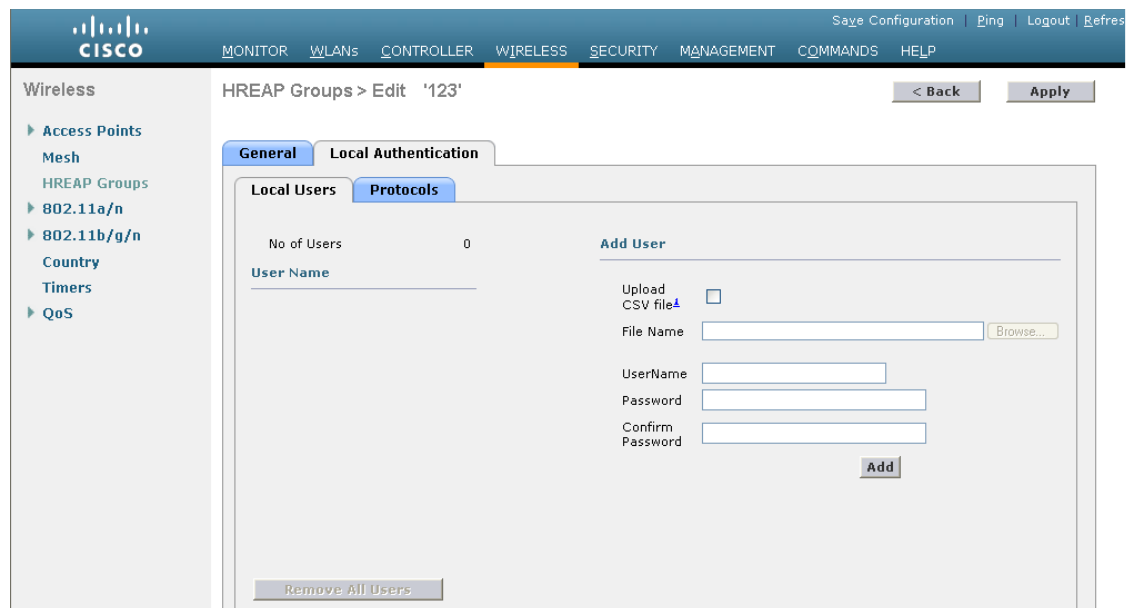 Save Configuration | Ping | Logout | Refres
CISCO
MONITOR WLANs CONTROLLER WIRELESS SECURITY MANAGEMENT COMMANDS HELP
Wireless
HREAP Groups > Edit '123'
< Back
Apply
Access Points
Mesh
HREAP Groups
802.11a/n
802.11b/g/n
Country
Timers
QoS
General
Local Authentication
Local Users
Protocols
No of Users 0
User Name
Add User
Upload
CSV file1
File Name
Browse...
UserName
Password
Confirm
Password
Add
Remove All Users